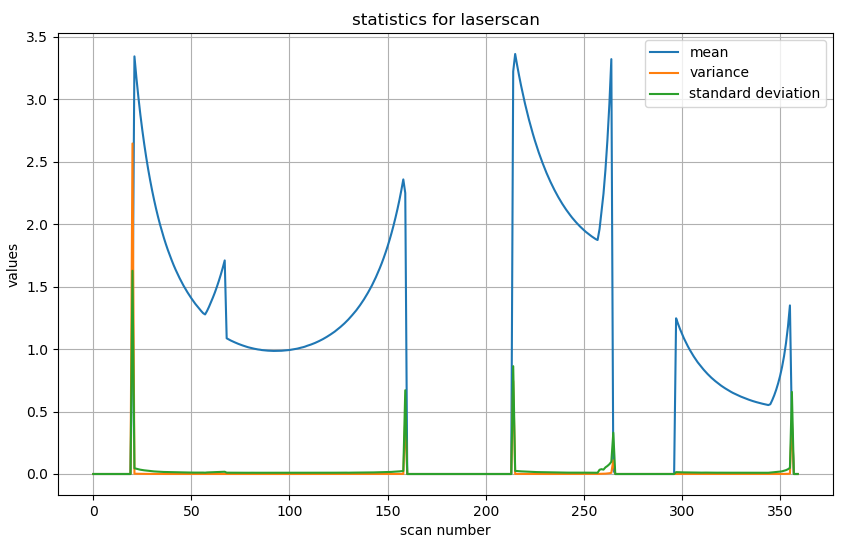 statistics for laserscan
mean
variance
standard deviation
values
3.5
3.0
2.5
2.0
1.5
1.0
0.5
0.0
0 50 100 150 200 250 300 350
scan number